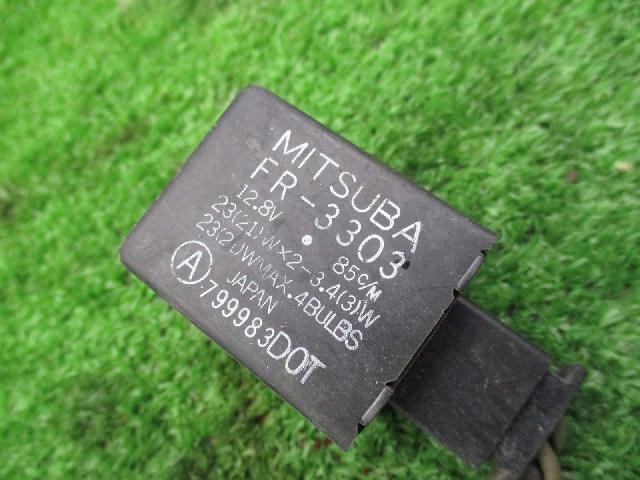 MITSUBA
FR-3303
12.8V 85c/M
23(21)W×2-3.4(3)W
23(21)WMAX.4BULBS
JAPAN
Ⓐ 799983DOT